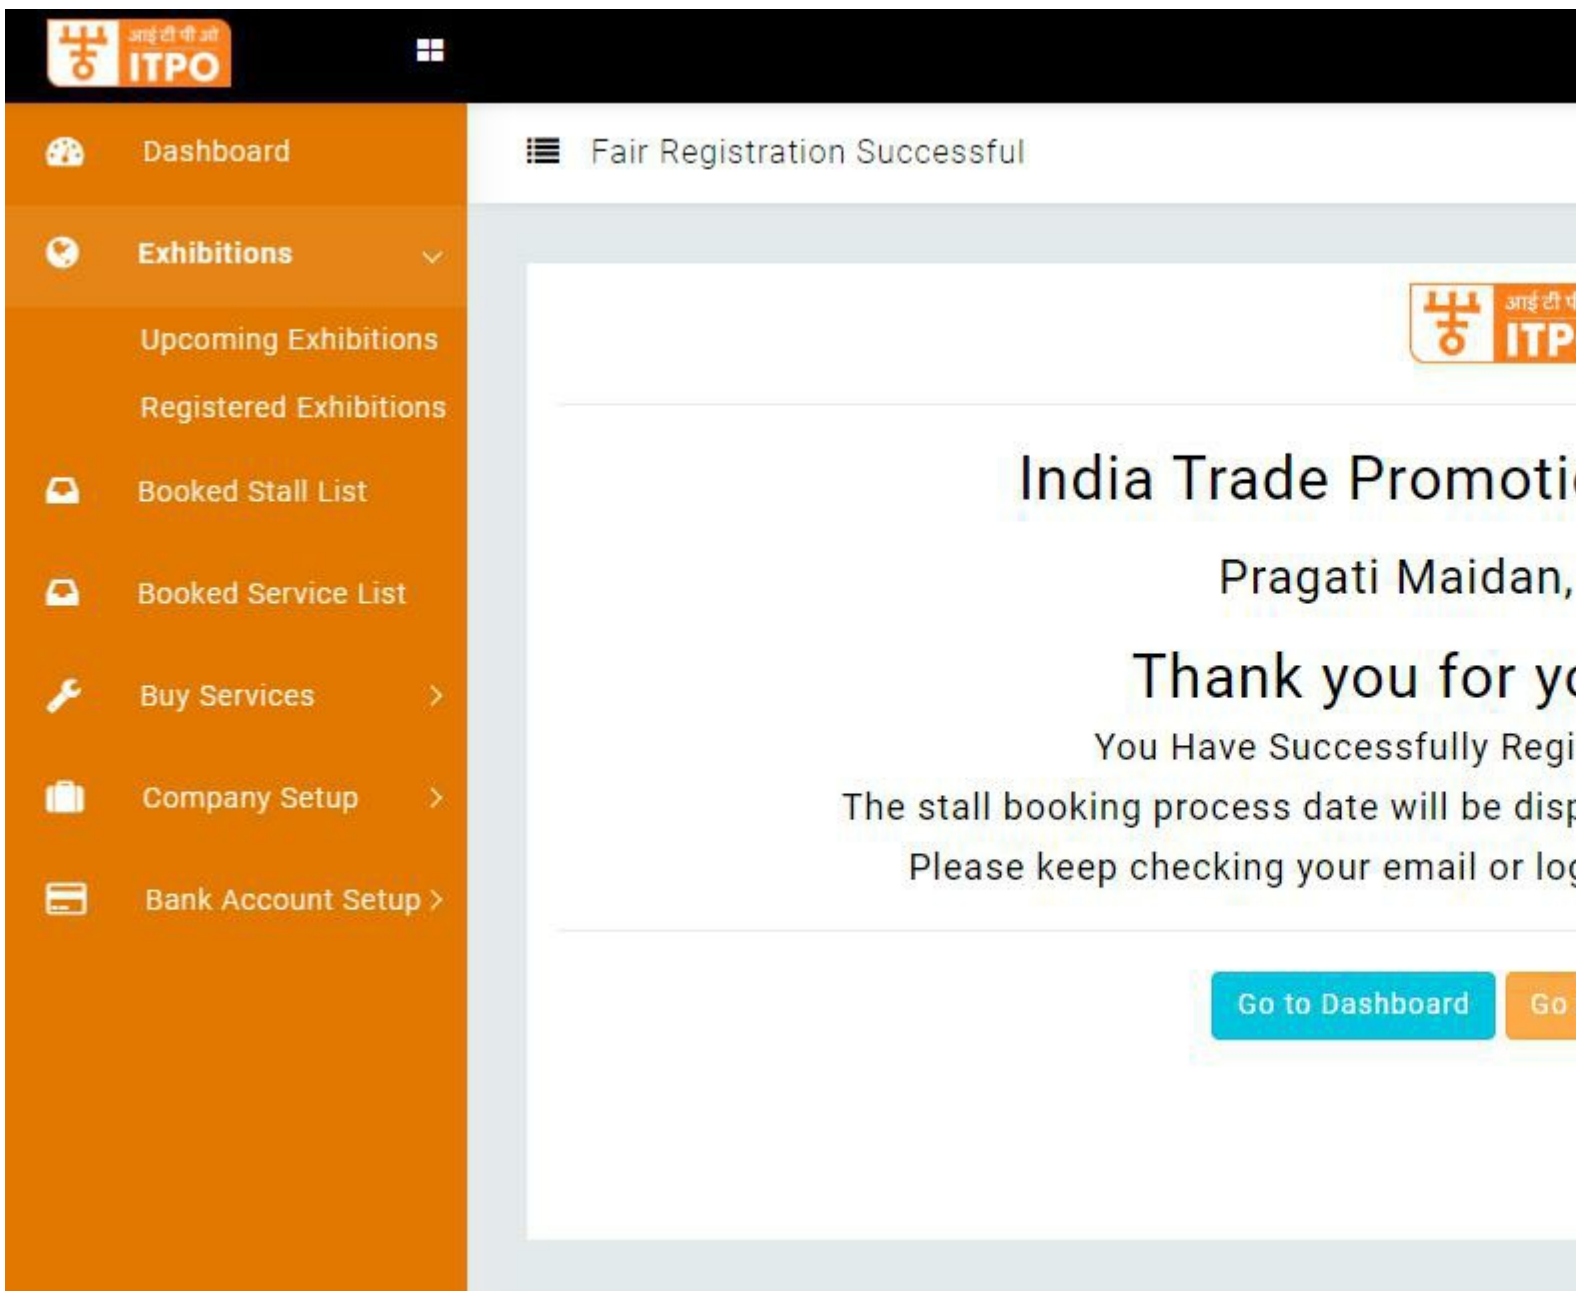 आई टी पी ओ
ITPO
Dashboard
Exhibitions
Upcoming Exhibitions
Registered Exhibitions
Booked Stall List
Booked Service List
Buy Services
Company Setup
Bank Account Setup
Fair Registration Successful
आई टी
ITP
India Trade
Pragati Maidan,
Thank you for
You Have Successfully
The stall booking process date will be
Please keep checking your email or
Go to Dashboard
Go